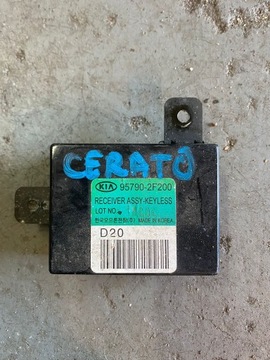 CERATO
KIA 95790-2F200
RECEIVER ASSY-KEYLESS
LOT NO.
MADE IN KOREA
D20